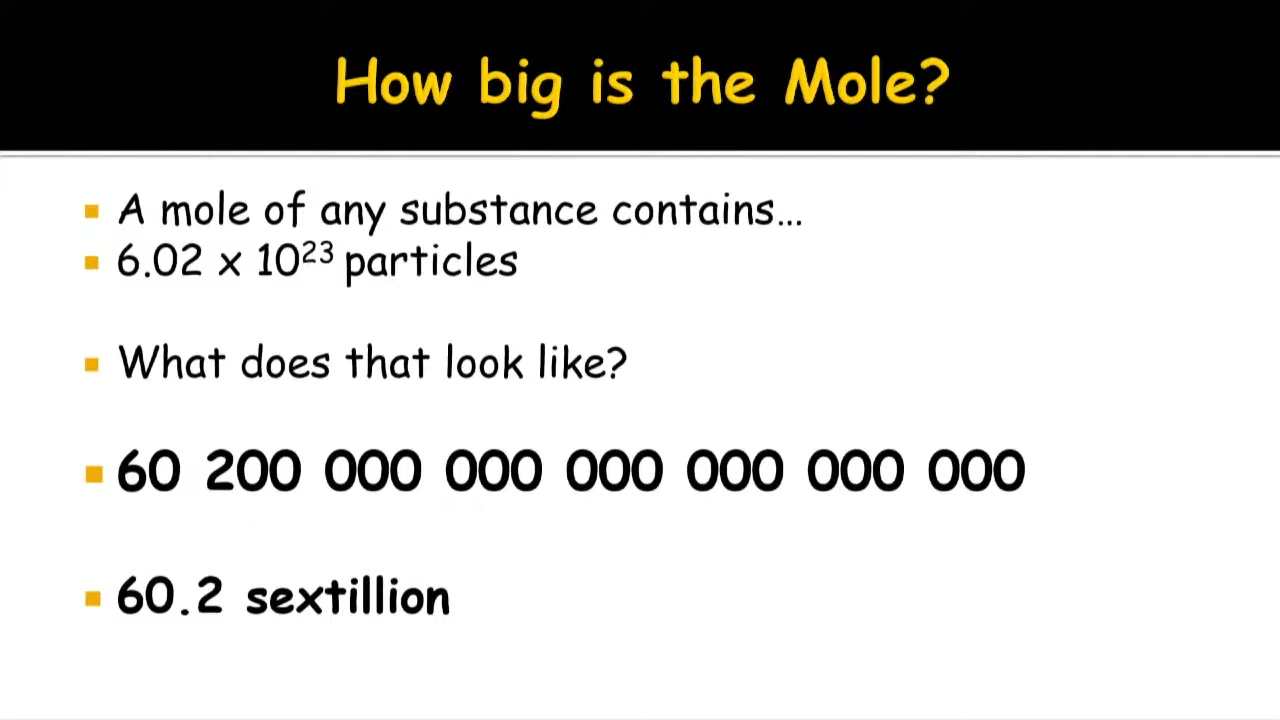 How big is the Mole?
▪ A mole of any substance contains…
▪ 6.02 x 10²³ particles
▪ What does that look like?
▪ 60 200 000 000 000 000 000 000
▪ 60.2 sextillion